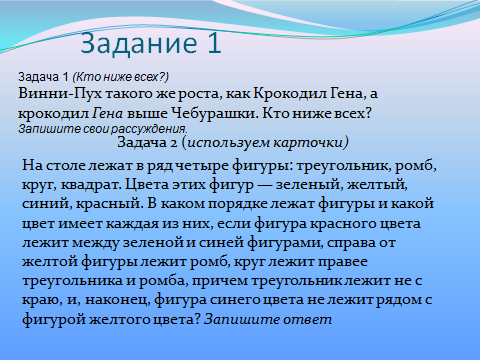 Задание 1
Задача 1 (Кто ниже всех?)
Винни-Пух такого же роста, как Крокодил Гена, а
крокодил Гена выше Чебурашки. Кто ниже всех?
Запишите свои рассуждения.
Задача 2 (используем карточки)
На столе лежат в ряд четыре фигуры: треугольник, ромб,
круг, квадрат. Цвета этих фигур — зеленый, желтый,
синий, красный. В каком порядке лежат фигуры и какой
цвет имеет каждая из них, если фигура красного цвета
лежит между зеленой и синей фигурами, справа от
желтой фигуры лежит ромб, круг лежит правее
треугольника и ромба, причем треугольник лежит не с
краю, и, наконец, фигура синего цвета не лежит рядом с
фигурой желтого цвета? Запишите ответ